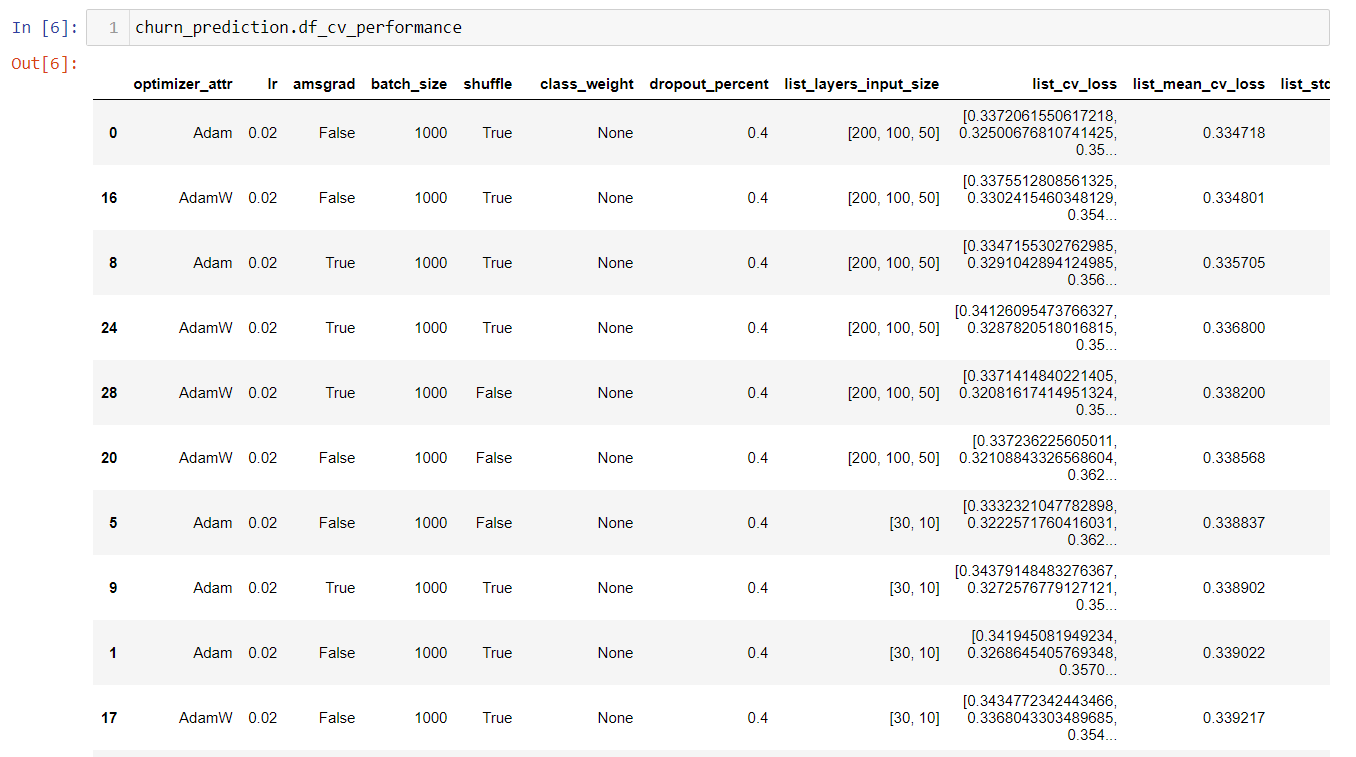 In [6]: 1 churn_prediction.df_cv_performance
Out[6]:
optimizer_attr lr amsgrad batch_size shuffle class_weight dropout_percent list_layers_input_size list_cv_loss list_mean_cv_loss list_std
[0.3372061550617218,
0 Adam 0.02 False 1000 True None 0.4 [200, 100, 50] 0.32500676810741425, 0.334718
0.35...
[0.3375512808561325,
16 AdamW 0.02 False 1000 True None 0.4 [200, 100, 50] 0.3302415460348129, 0.334801
0.354...
[0.3347155302762985,
8 Adam 0.02 True 1000 True None 0.4 [200, 100, 50] 0.3291042894124985, 0.335705
0.356...
[0.34126095473766327,
24 AdamW 0.02 True 1000 True None 0.4 [200, 100, 50] 0.3287820518016815, 0.336800
0.35...
[0.3371414840221405,
28 AdamW 0.02 True 1000 False None 0.4 [200, 100, 50] 0.32081617414951324, 0.338200
0.35...
[0.337236225605011,
20 AdamW 0.02 False 1000 False None 0.4 [200, 100, 50] 0.32108843326568604, 0.338568
0.362...
[0.3332321047782898,
5 Adam 0.02 False 1000 False None 0.4 [30, 10] 0.3222571760416031, 0.338837
0.362...
[0.34379148483276367,
9 Adam 0.02 True 1000 True None 0.4 [30, 10] 0.3272576779127121, 0.338902
0.35...
[0.341945081949234,
1 Adam 0.02 False 1000 True None 0.4 [30, 10] 0.3268645405769348, 0.339022
0.3570...
[0.3434772342443466,
17 AdamW 0.02 False 1000 True None 0.4 [30, 10] 0.3368043303489685, 0.339217
0.354...